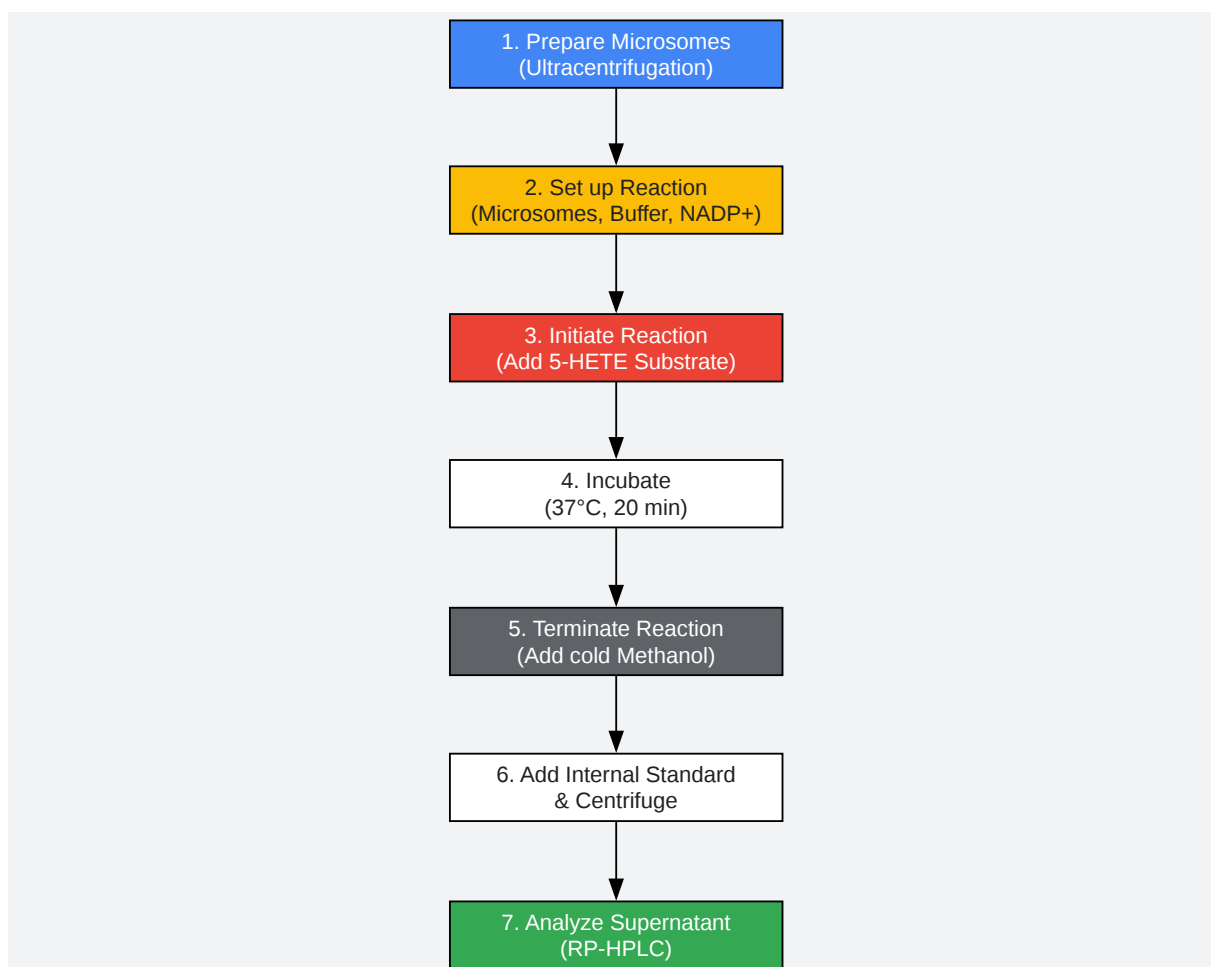 1. Prepare Microsomes
(Ultracentrifugation)
2. Set up Reaction
(Microsomes, Buffer, NADP+)
3. Initiate Reaction
(Add 5-HETE Substrate)
4. Incubate
(37°C, 20 min)
5. Terminate Reaction
(Add cold Methanol)
6. Add Internal Standard
& Centrifuge
7. Analyze Supernatant
(RP-HPLC)